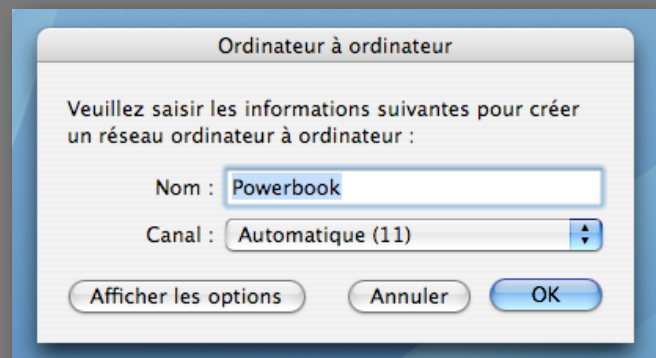 Ordinateur à ordinateur
Veuillez saisir les informations suivantes pour créer
un réseau ordinateur à ordinateur :
Nom : Powerbook
Canal : Automatique (11)
Afficher les options Annuler OK